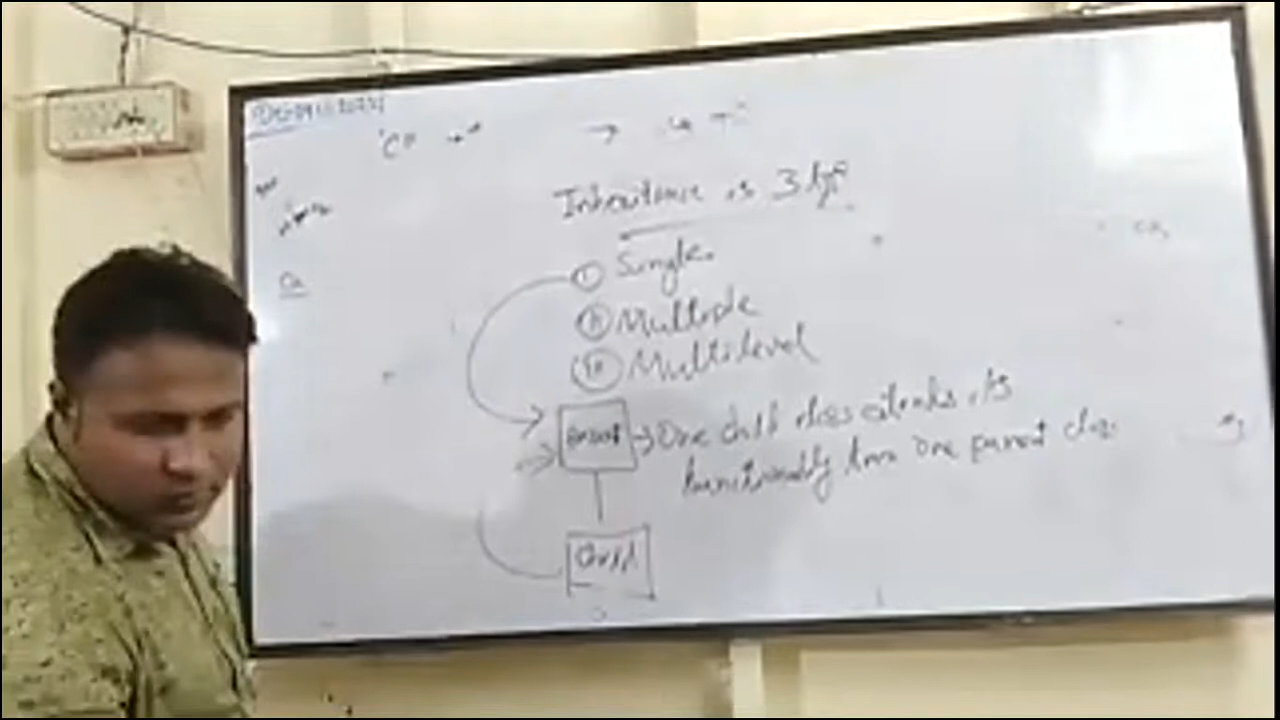 Inheritance is 3 type
① Single
② Multiple
③ Multilevel
Parent → One child class extends its
functionality from one parent class
Child